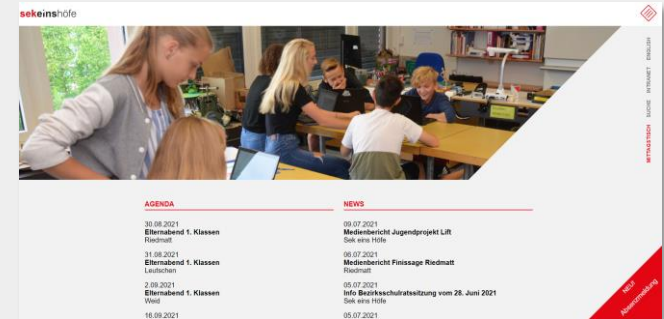 sekeinshöfe
ENGLISH
INTRANET
SUCHE
MITTAGSTISCH
AGENDA
30.08.2021
Elternabend 1. Klassen
Riedmatt
31.08.2021
Elternabend 1. Klassen
Leutschen
2.09.2021
Elternabend 1. Klassen
Weid
16.09.2021
NEWS
09.07.2021
Medienbericht Jugendprojekt Lift
Sek eins Höfe
06.07.2021
Medienbericht Finissage Riedmatt
Riedmatt
05.07.2021
Info Bezirksschulratssitzung vom 28. Juni 2021
Sek eins Höfe
05.07.2021
NEU!
Absenzmeldung